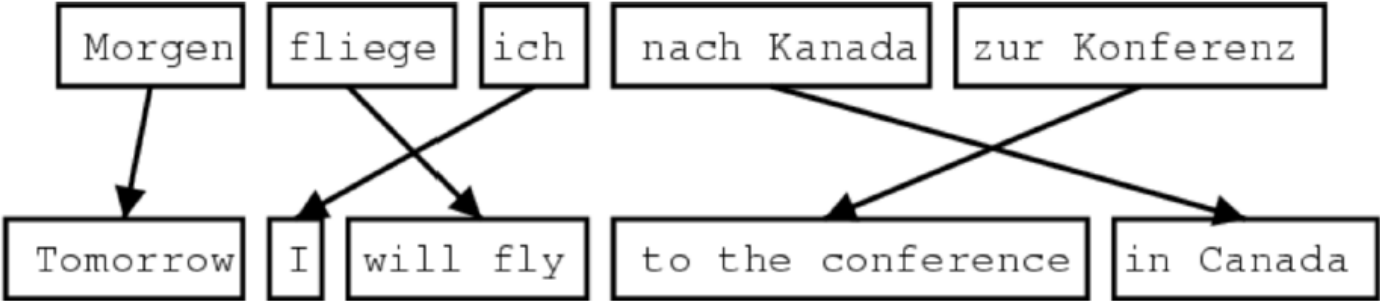 Morgen fliege ich nach Kanada zur Konferenz
Tomorrow I will fly to the conference in Canada